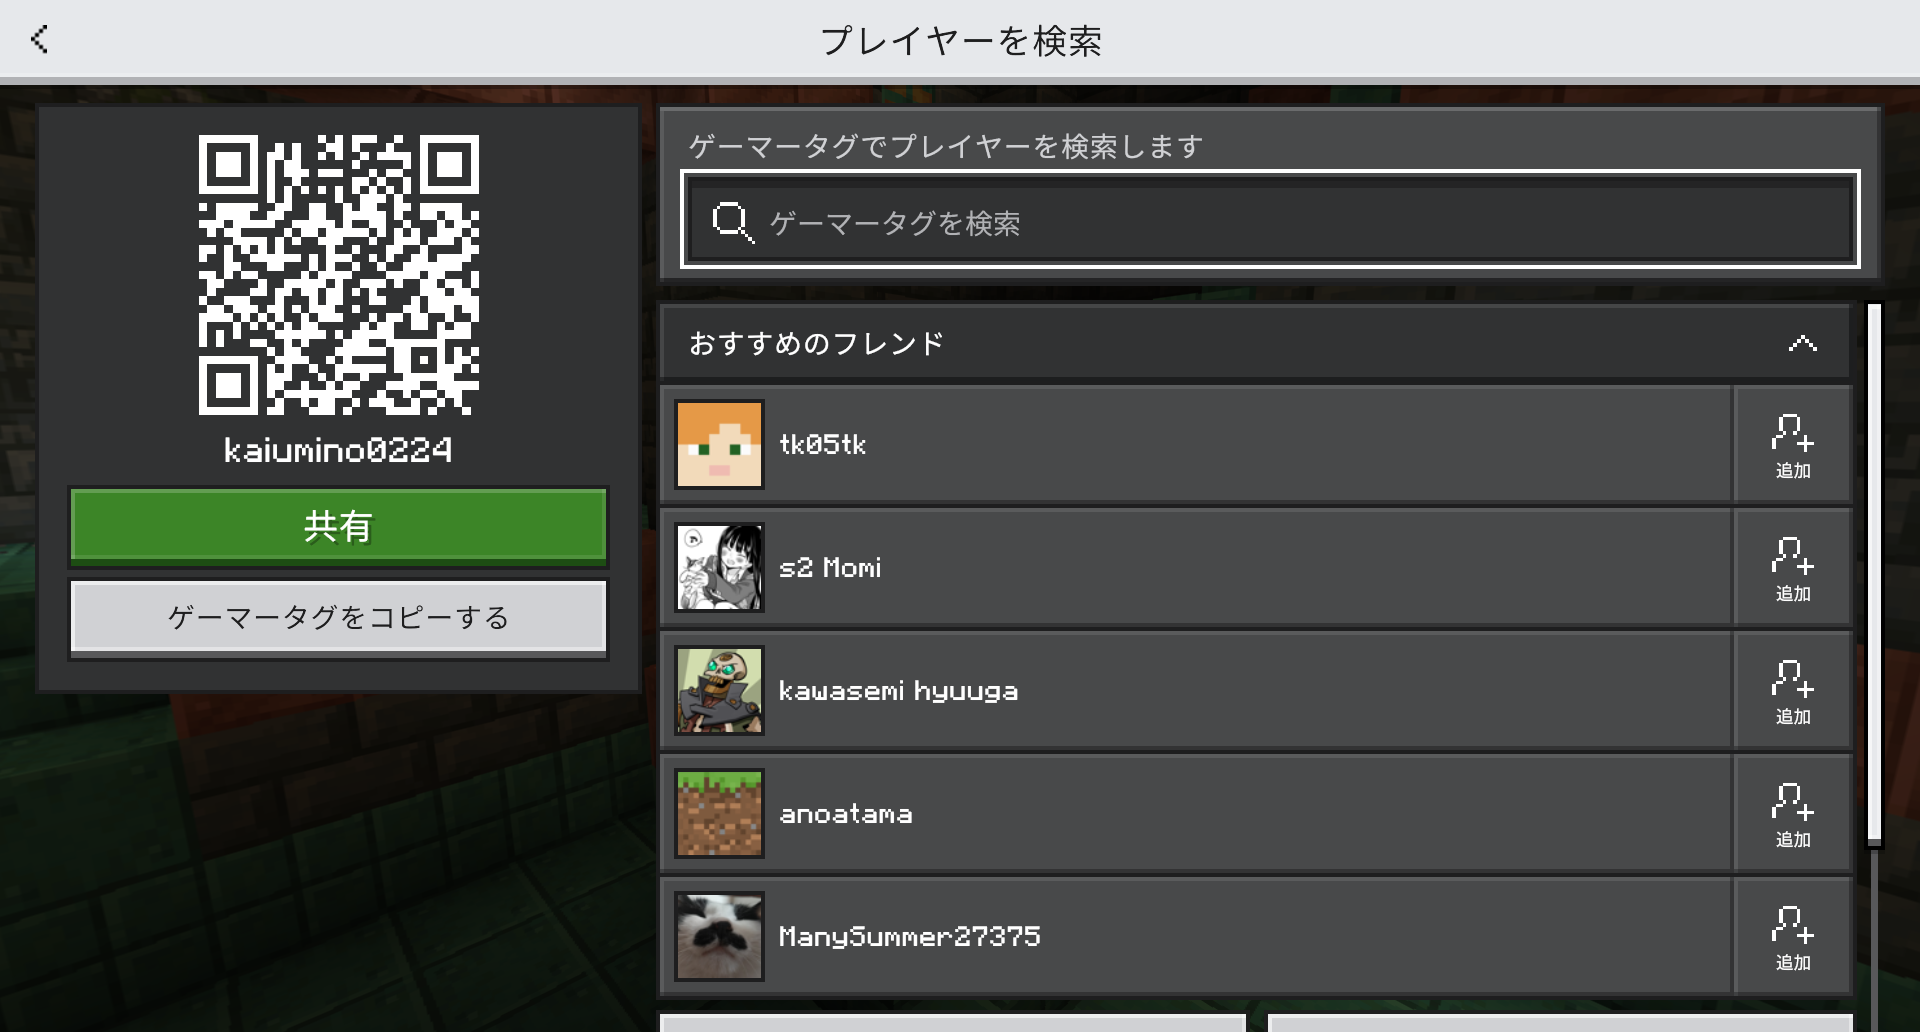 プレイヤーを検索
kaiumino0224
共有
ゲーマータグをコピーする
ゲーマータグでプレイヤーを検索します
ゲーマータグを検索
おすすめのフレンド
tk05tk
追加
s2 Momi
追加
kawasemi hyuuga
追加
anoatama
追加
ManySummer27375
追加